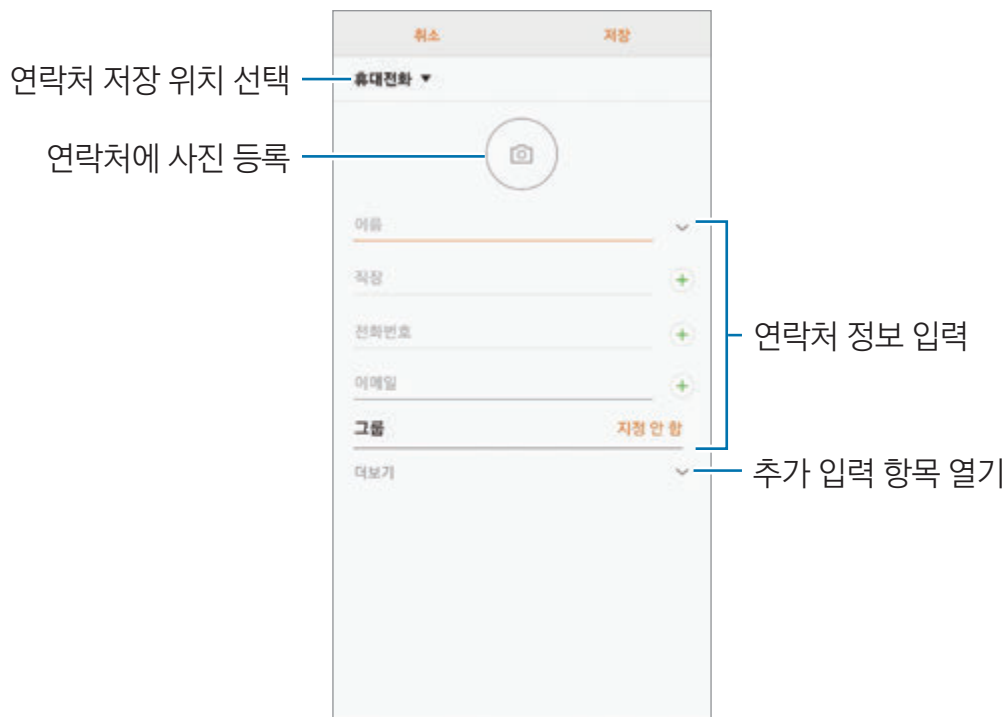 취소 저장
연락처 저장 위치 선택 휴대전화
연락처에 사진 등록
이름
직장
전화번호
연락처 정보 입력
이메일
그룹 지정 안 함
더보기 추가 입력 항목 열기